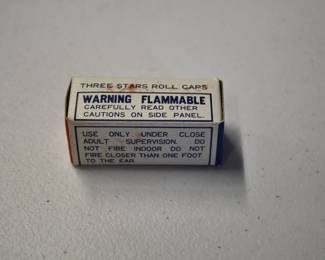 THREE STARS ROLL CAPS
WARNING FLAMMABLE
CAREFULLY READ OTHER
CAUTIONS ON SIDE PANEL.
USE ONLY UNDER CLOSE
ADULT SUPERVISION. DO
NOT FIRE INDOOR DO NOT
FIRE CLOSER THAN ONE FOOT
TO THE EAR.